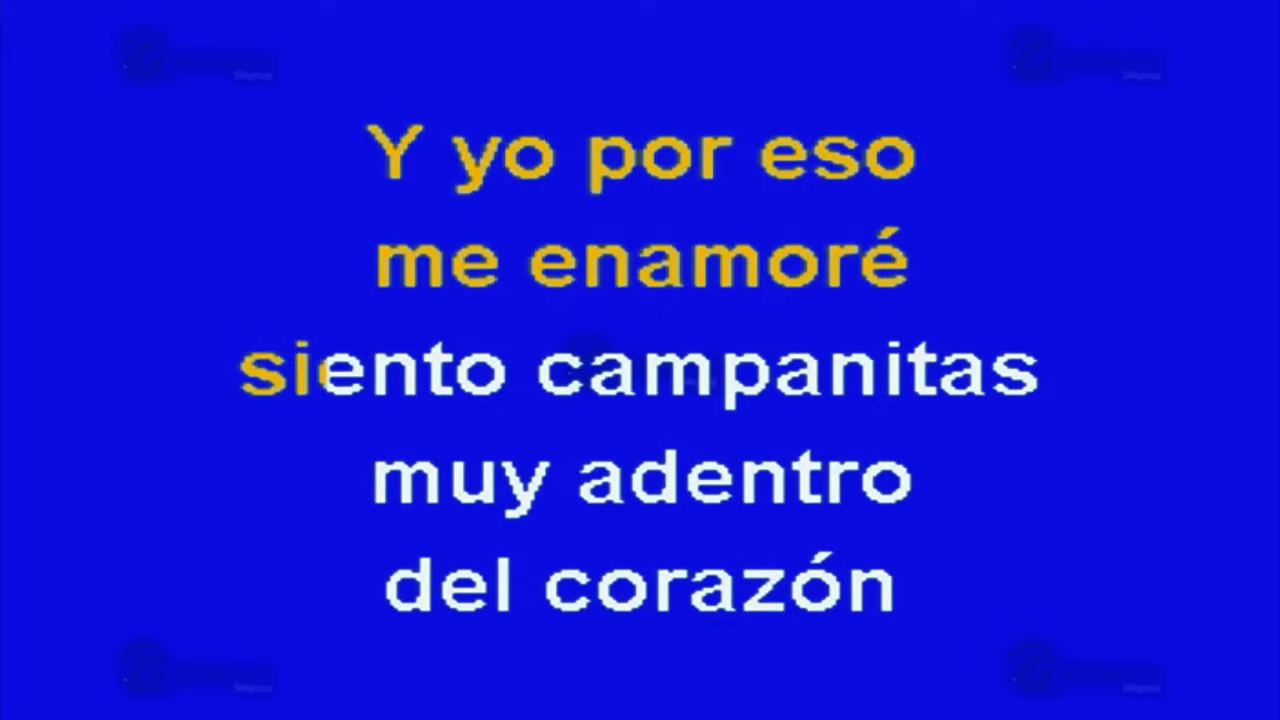 Y yo por eso
me enamoré
siento campanitas
muy adentro
del corazón